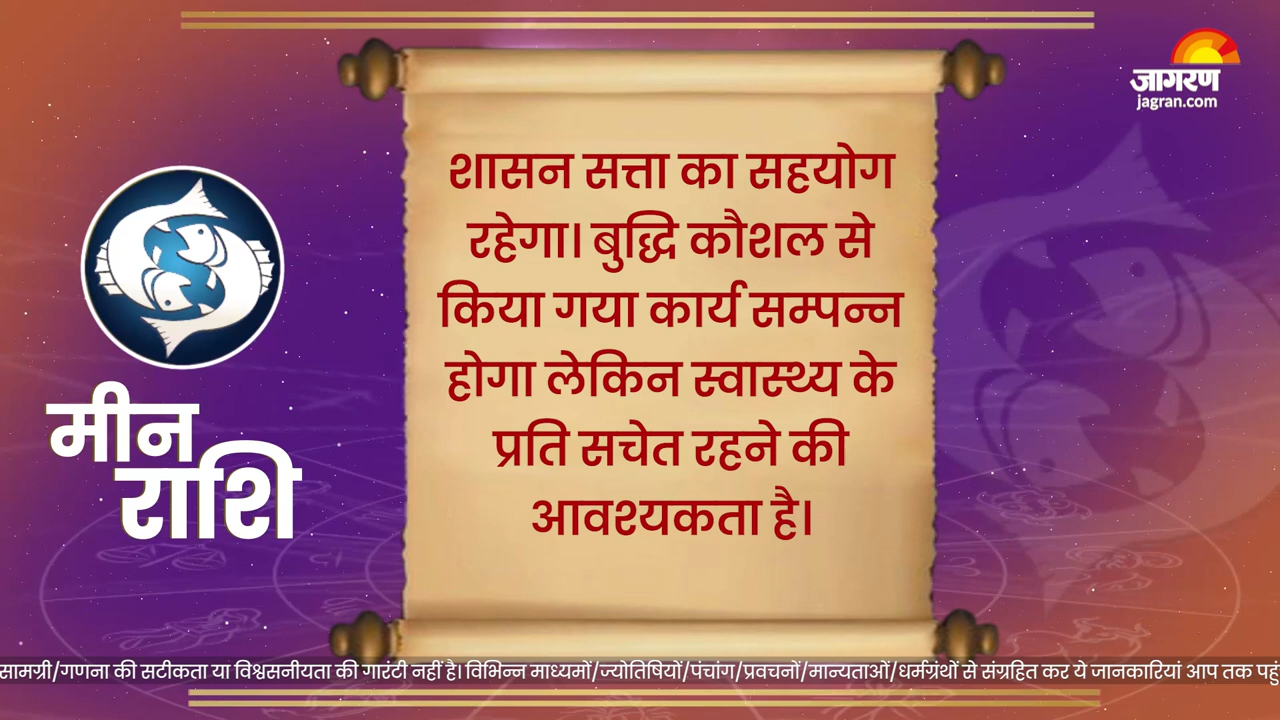 जागरण
jagran.com
शासन सत्ता का सहयोग
रहेगा। बुद्धि कौशल से
किया गया कार्य सम्पन्न
होगा लेकिन स्वास्थ्य के
प्रति सचेत रहने की
आवश्यकता है।
मीन
राशि
सामग्री/गणना की सटीकता या विश्वसनीयता की गारंटी नहीं है। विभिन्न माध्यमों/ज्योतिषियों/पंचांग/प्रवचनों/मान्यताओं/धर्मग्रंथों से संग्रहित कर ये जानकारियां आप तक पहुं